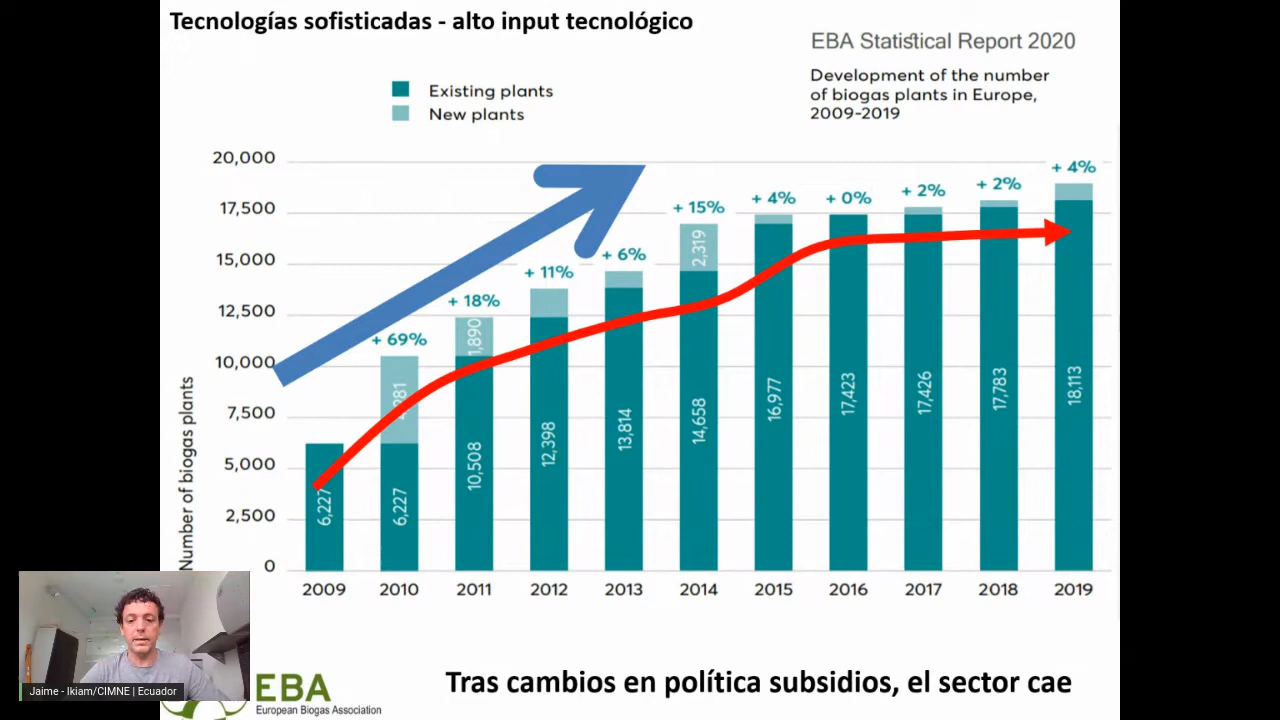 Tecnologías sofisticadas - alto input tecnológico
EBA Statistical Report 2020
Development of the number
of biogas plants in Europe,
2009-2019
Existing plants
New plants
Number of biogas plants
20,000
17,500
15,000
12,500
10,000
7,500
5,000
2,500
0
+ 69%
+ 18%
+ 11%
+ 6%
+ 15%
+ 4%
+ 0%
+ 2%
+ 2%
+ 4%
2,319
6,227
6,227
10,508
12,398
13,814
14,658
16,977
17,423
17,426
17,783
18,113
2009 2010 2011 2012 2013 2014 2015 2016 2017 2018 2019
Tras cambios en política subsidios, el sector cae
Jaime - Ikiam/CIMNE | Ecuador
EBA
European Biogas Association